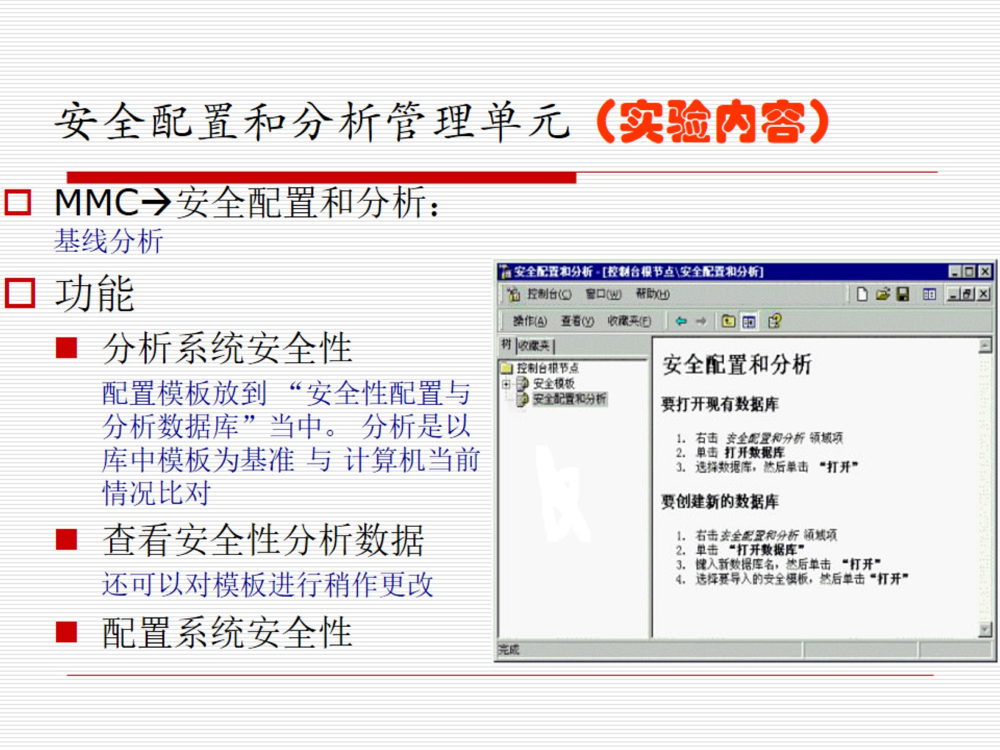 安全配置和分析管理单元（实验内容）
MMC→安全配置和分析：
基线分析
功能
分析系统安全性
配置模板放到 “安全性配置与
分析数据库”当中。 分析是以
库中模板为基准 与 计算机当前
情况比对
查看安全性分析数据
还可以对模板进行稍作更改
配置系统安全性
安全配置和分析 - [控制台根节点\安全配置和分析]
控制台(C) 窗口(W) 帮助(H)
操作(A) 查看(V) 收藏夹(F)
树 收藏夹
控制台根节点
安全模板
安全配置和分析
安全配置和分析
要打开现有数据库
1. 右击 安全配置和分析 领域项
2. 单击 打开数据库
3. 选择数据库，然后单击 “打开”
要创建新的数据库
1. 右击安全配置和分析 领域项
2. 单击 “打开数据库”
3. 键入新数据库名，然后单击 “打开”
4. 选择要导入的安全模板，然后单击“打开”
完成